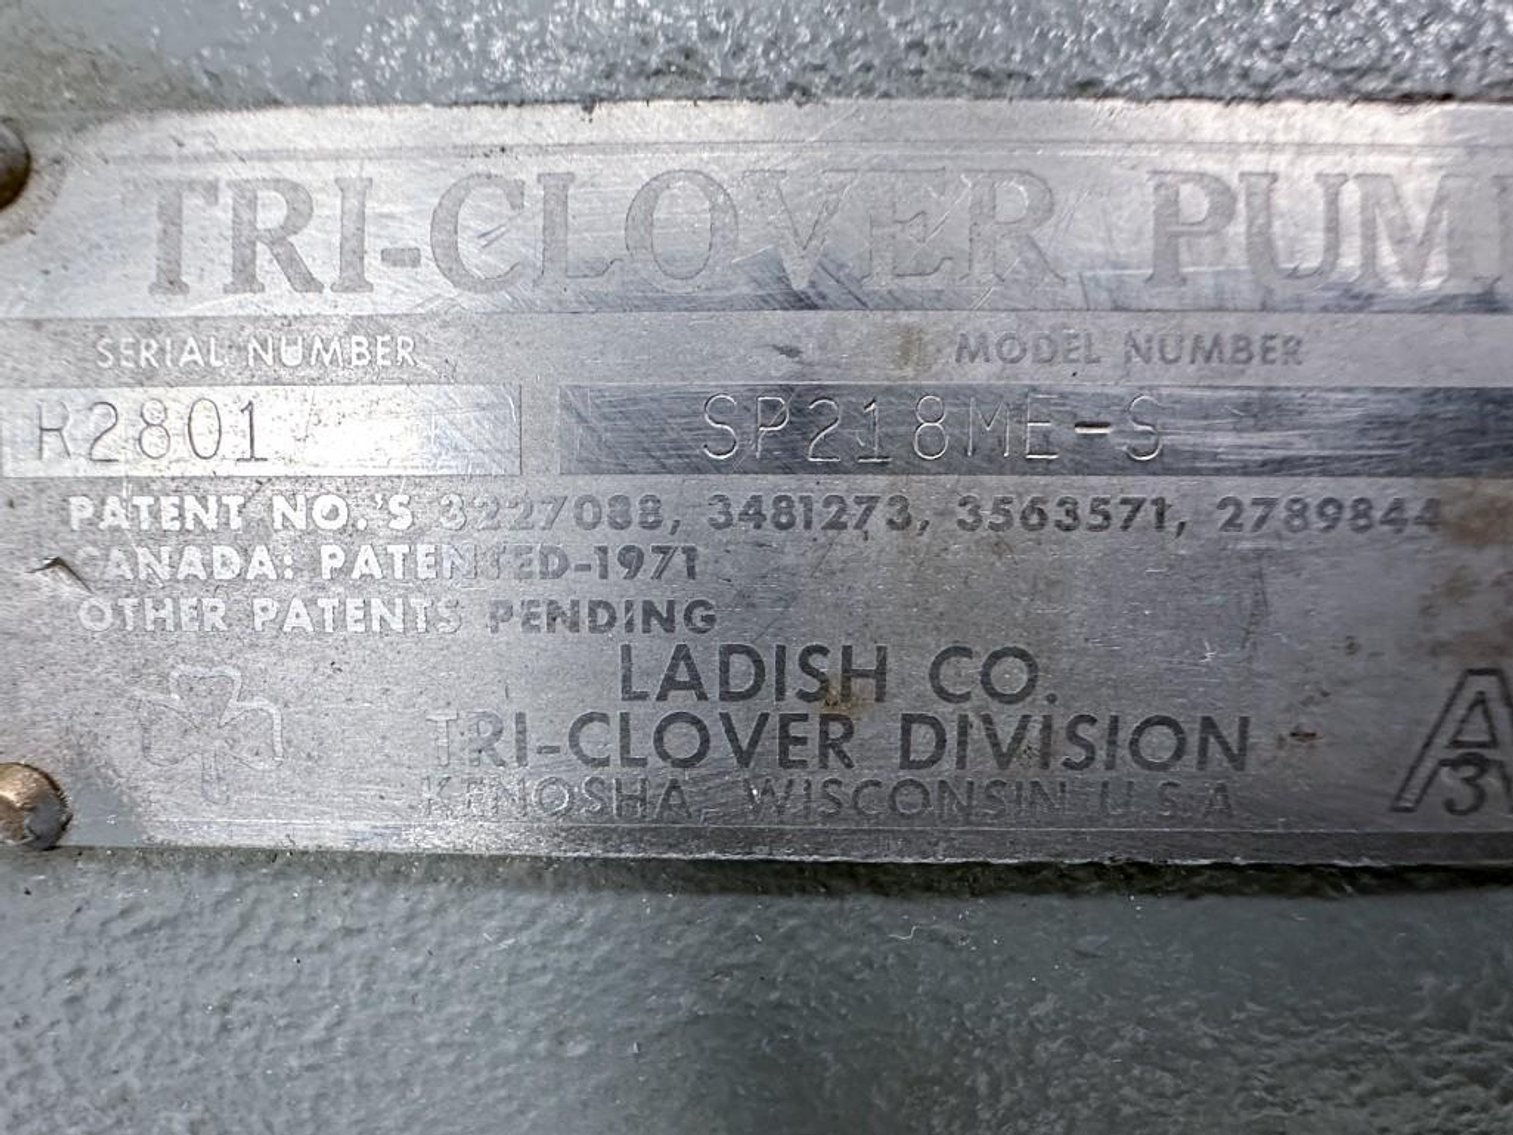 TRI-CLOVER PUM
SERIAL NUMBER MODEL NUMBER
R2801 SP218ME-S
PATENT NO.'S 3227088, 3481273, 3563571, 2789844
CANADA: PATENTED-1971
OTHER PATENTS PENDING
LADISH CO.
TRI-CLOVER DIVISION
KENOSHA, WISCONSIN U.S.A
A
3